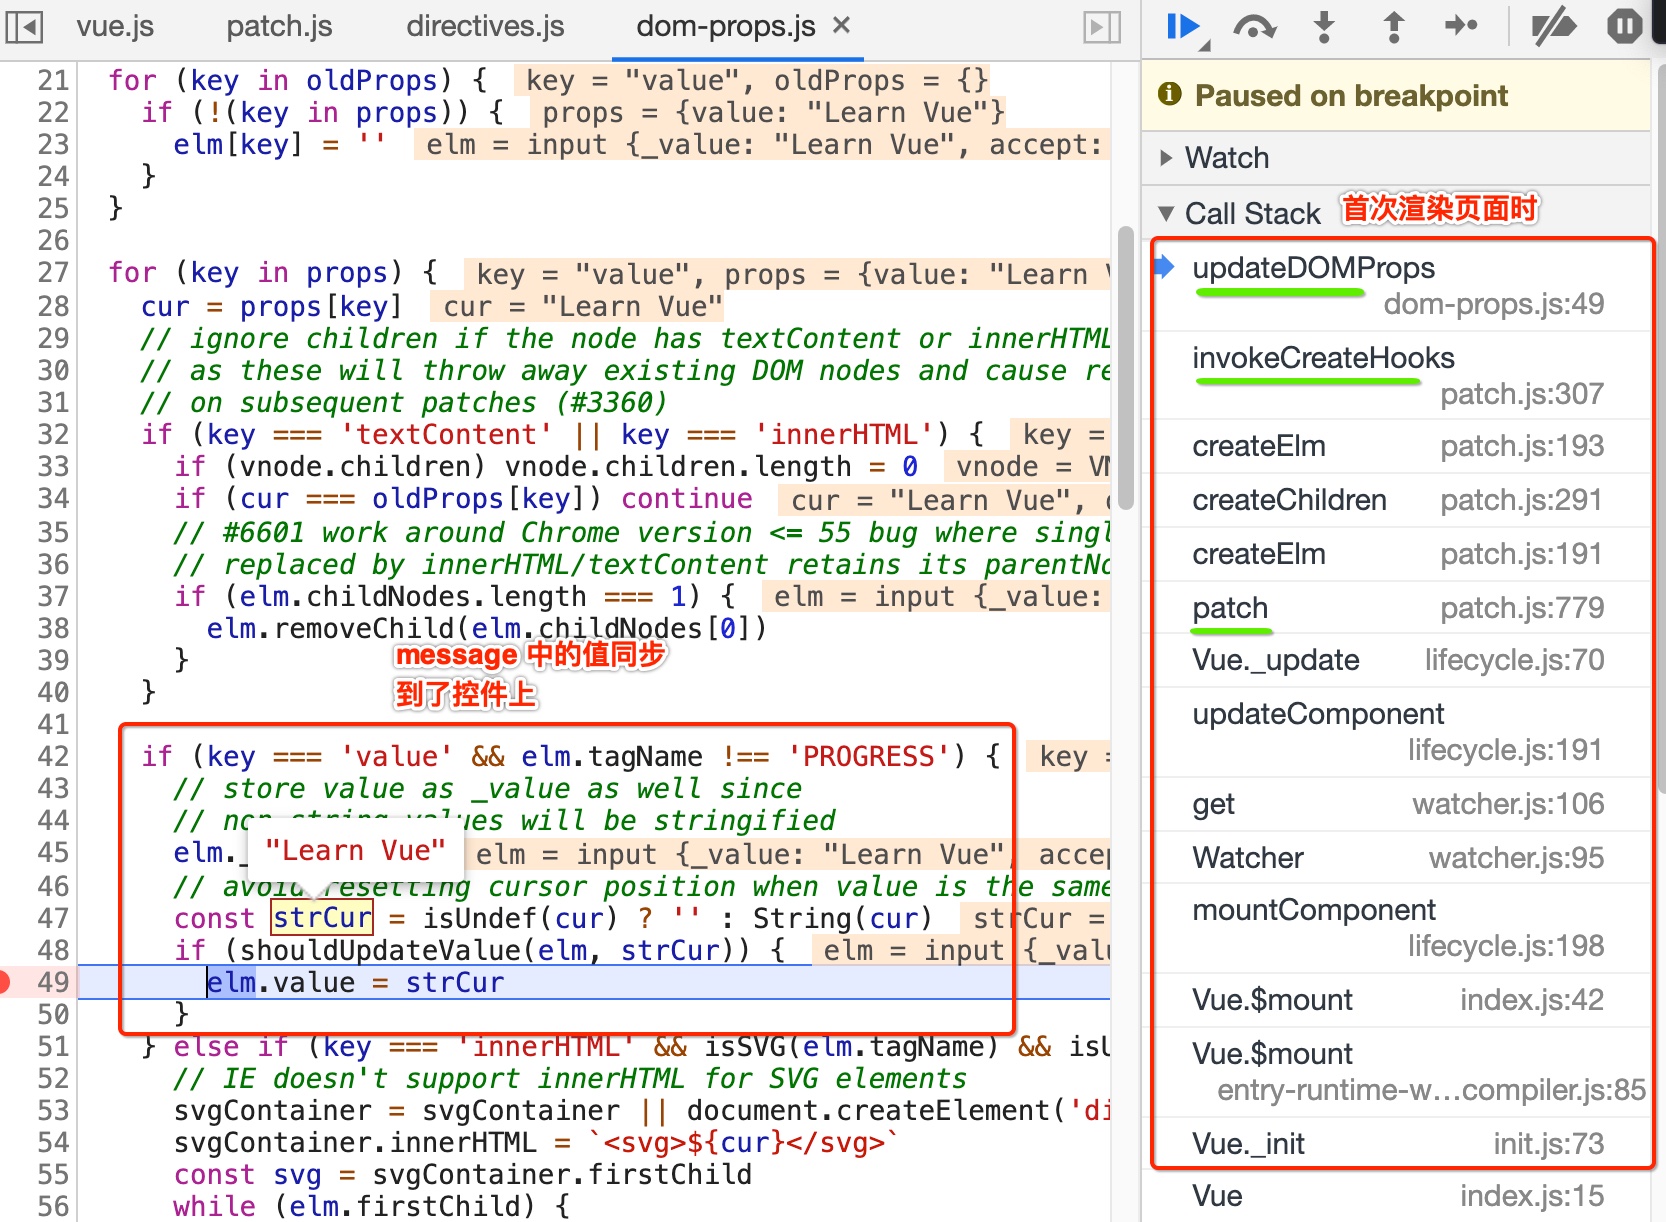 vue.js patch.js directives.js dom-props.js ×
21 for (key in oldProps) { key = "value", oldProps = {}
22 if (!(key in props)) { props = {value: "Learn Vue"}
23 elm[key] = '' elm = input {_value: "Learn Vue", accept:
24 }
25 }
26
27 for (key in props) { key = "value", props = {value: "Learn
28 cur = props[key] cur = "Learn Vue"
29 // ignore children if the node has textContent or innerHTML
30 // as these will throw away existing DOM nodes and cause re
31 // on subsequent patches (#3360)
32 if (key === 'textContent' || key === 'innerHTML') { key =
33 if (vnode.children) vnode.children.length = 0 vnode =
34 if (cur === oldProps[key]) continue cur = "Learn Vue",
35 // #6601 work around Chrome version <= 55 bug where singl
36 // replaced by innerHTML/textContent retains its parentNo
37 if (elm.childNodes.length === 1) { elm = input {_value:
38 elm.removeChild(elm.childNodes[0])
39 }
message 中的值同步
到了控件上
40 }
41
42 if (key === 'value' && elm.tagName !== 'PROGRESS') { key =
43 // store value as _value as well since
44 // non-string values will be stringified
"Learn Vue"
45 elm._ elm = input {_value: "Learn Vue", accep
46 // avoid resetting cursor position when value is the same
47 const strCur = isUndef(cur) ? '' : String(cur) strCur =
48 if (shouldUpdateValue(elm, strCur)) { elm = input {_valu
49 elm.value = strCur
50 }
51 } else if (key === 'innerHTML' && isSVG(elm.tagName) && isU
52 // IE doesn't support innerHTML for SVG elements
53 svgContainer = svgContainer || document.createElement('di
54 svgContainer.innerHTML = `<svg>${cur}</svg>`
55 const svg = svgContainer.firstChild
56 while (elm.firstChild) {
Paused on breakpoint
Watch
Call Stack 首次渲染页面时
updateDOMProps
dom-props.js:49
invokeCreateHooks
patch.js:307
createElm patch.js:193
createChildren patch.js:291
createElm patch.js:191
patch patch.js:779
Vue._update lifecycle.js:70
updateComponent
lifecycle.js:191
get watcher.js:106
Watcher watcher.js:95
mountComponent
lifecycle.js:198
Vue.$mount index.js:42
Vue.$mount
entry-runtime-w…compiler.js:85
Vue._init init.js:73
Vue index.js:15